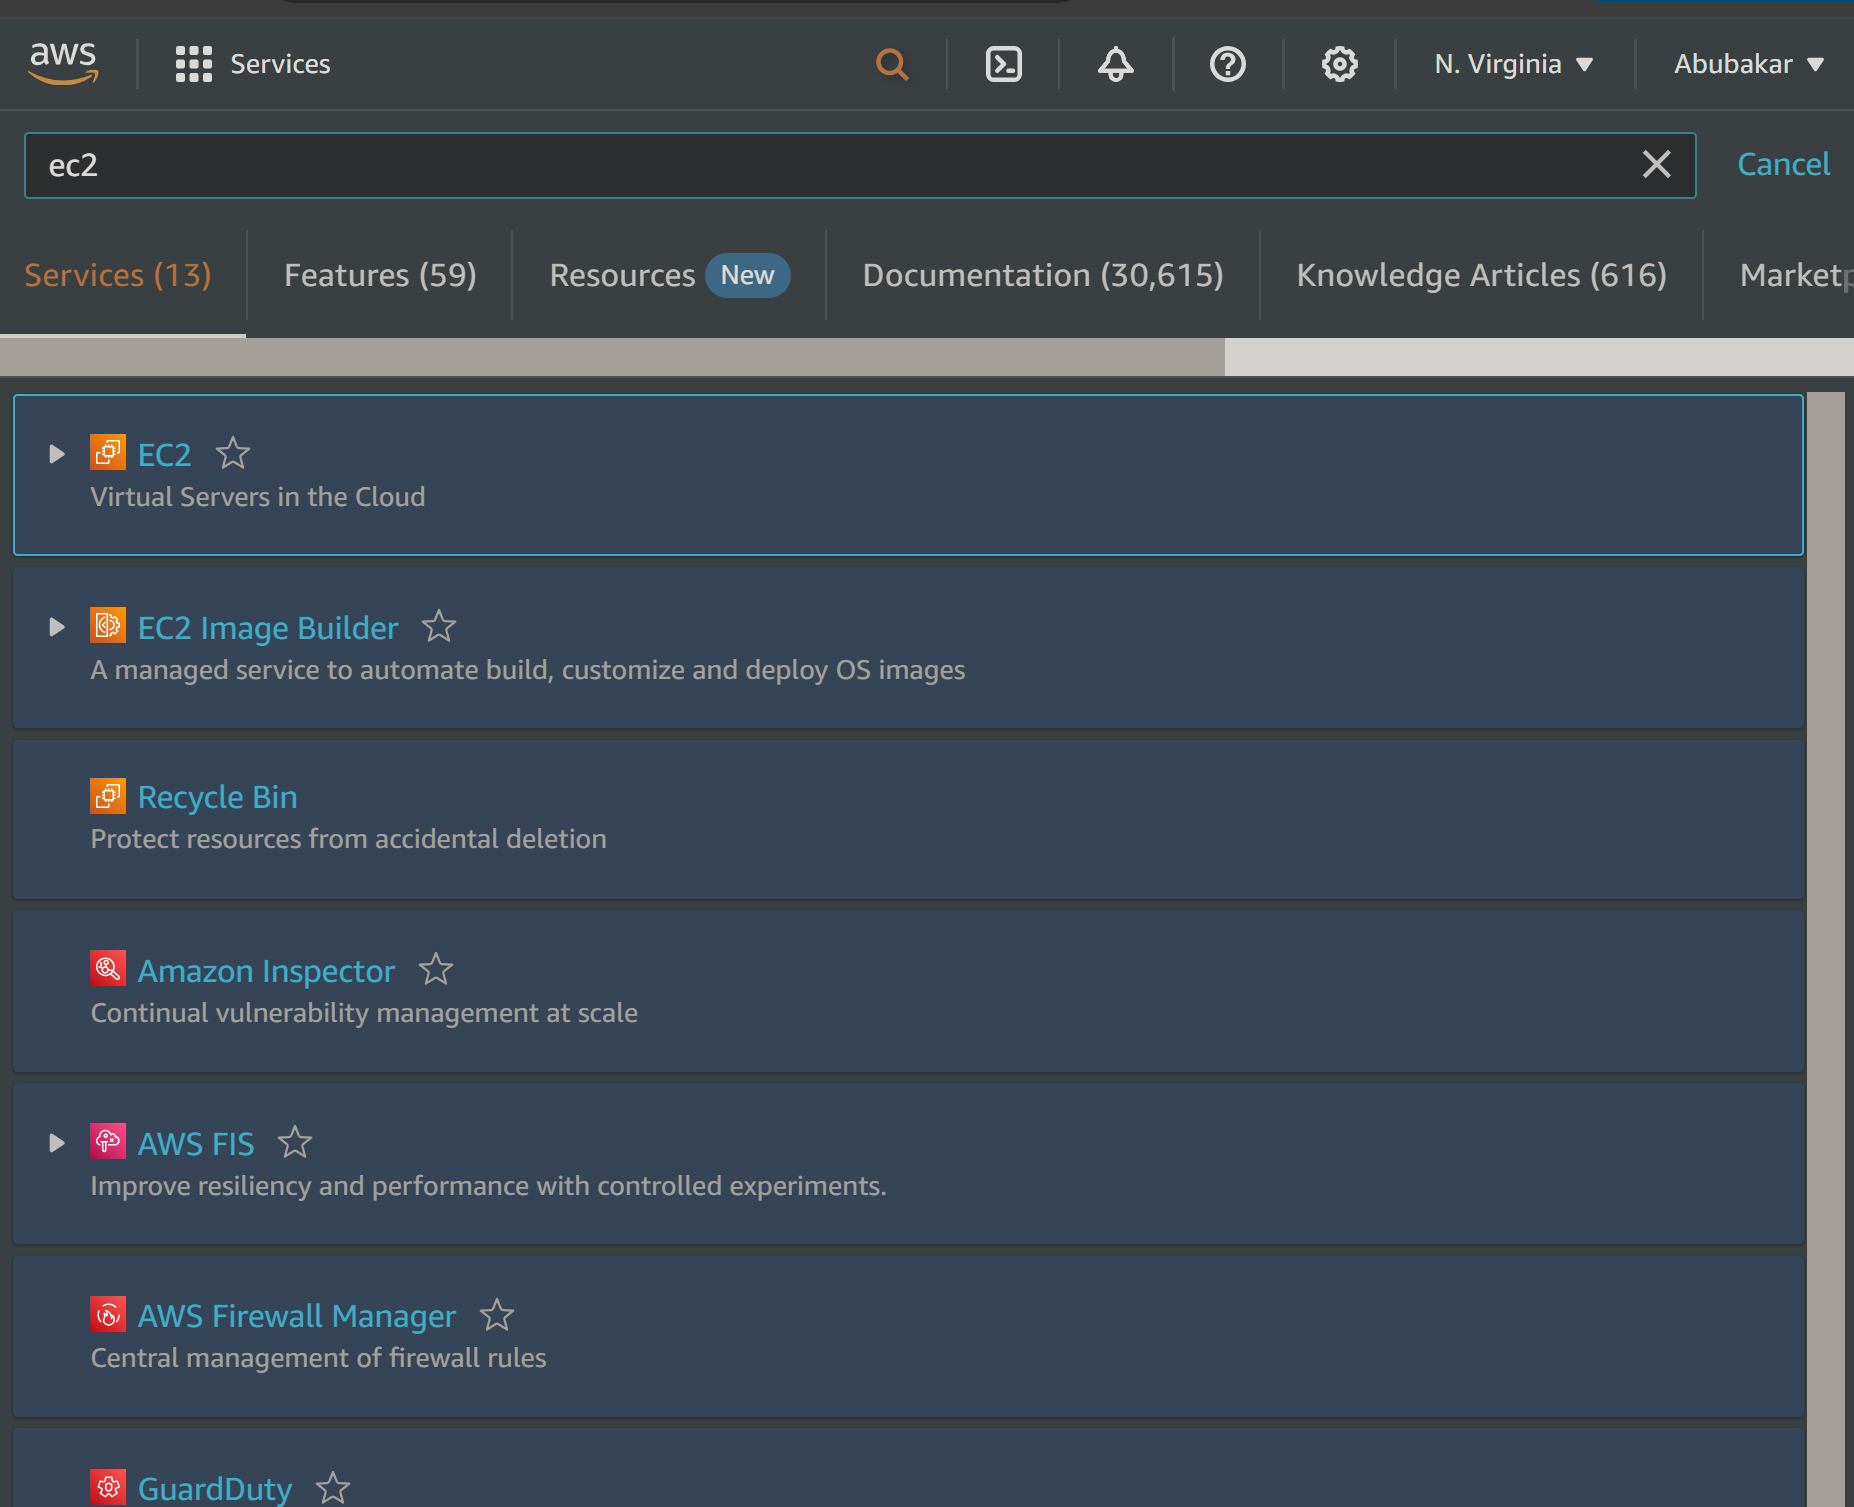 aws Services N. Virginia Abubakar
ec2 Cancel
Services (13) Features (59) Resources New Documentation (30,615) Knowledge Articles (616) Market
EC2
Virtual Servers in the Cloud
EC2 Image Builder
A managed service to automate build, customize and deploy OS images
Recycle Bin
Protect resources from accidental deletion
Amazon Inspector
Continual vulnerability management at scale
AWS FIS
Improve resiliency and performance with controlled experiments.
AWS Firewall Manager
Central management of firewall rules
GuardDuty